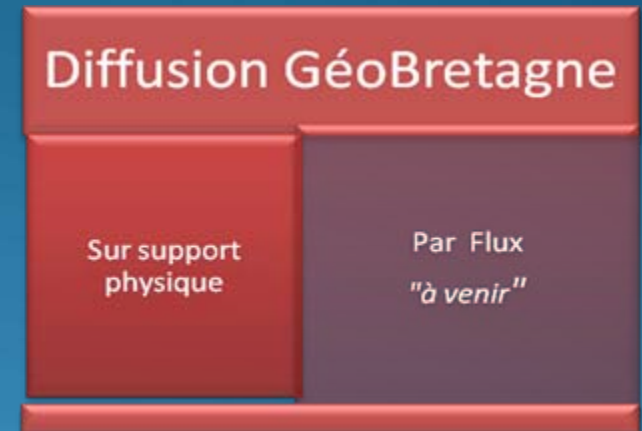 Diffusion GéoBretagne
Sur support
physique
Par Flux
"à venir"